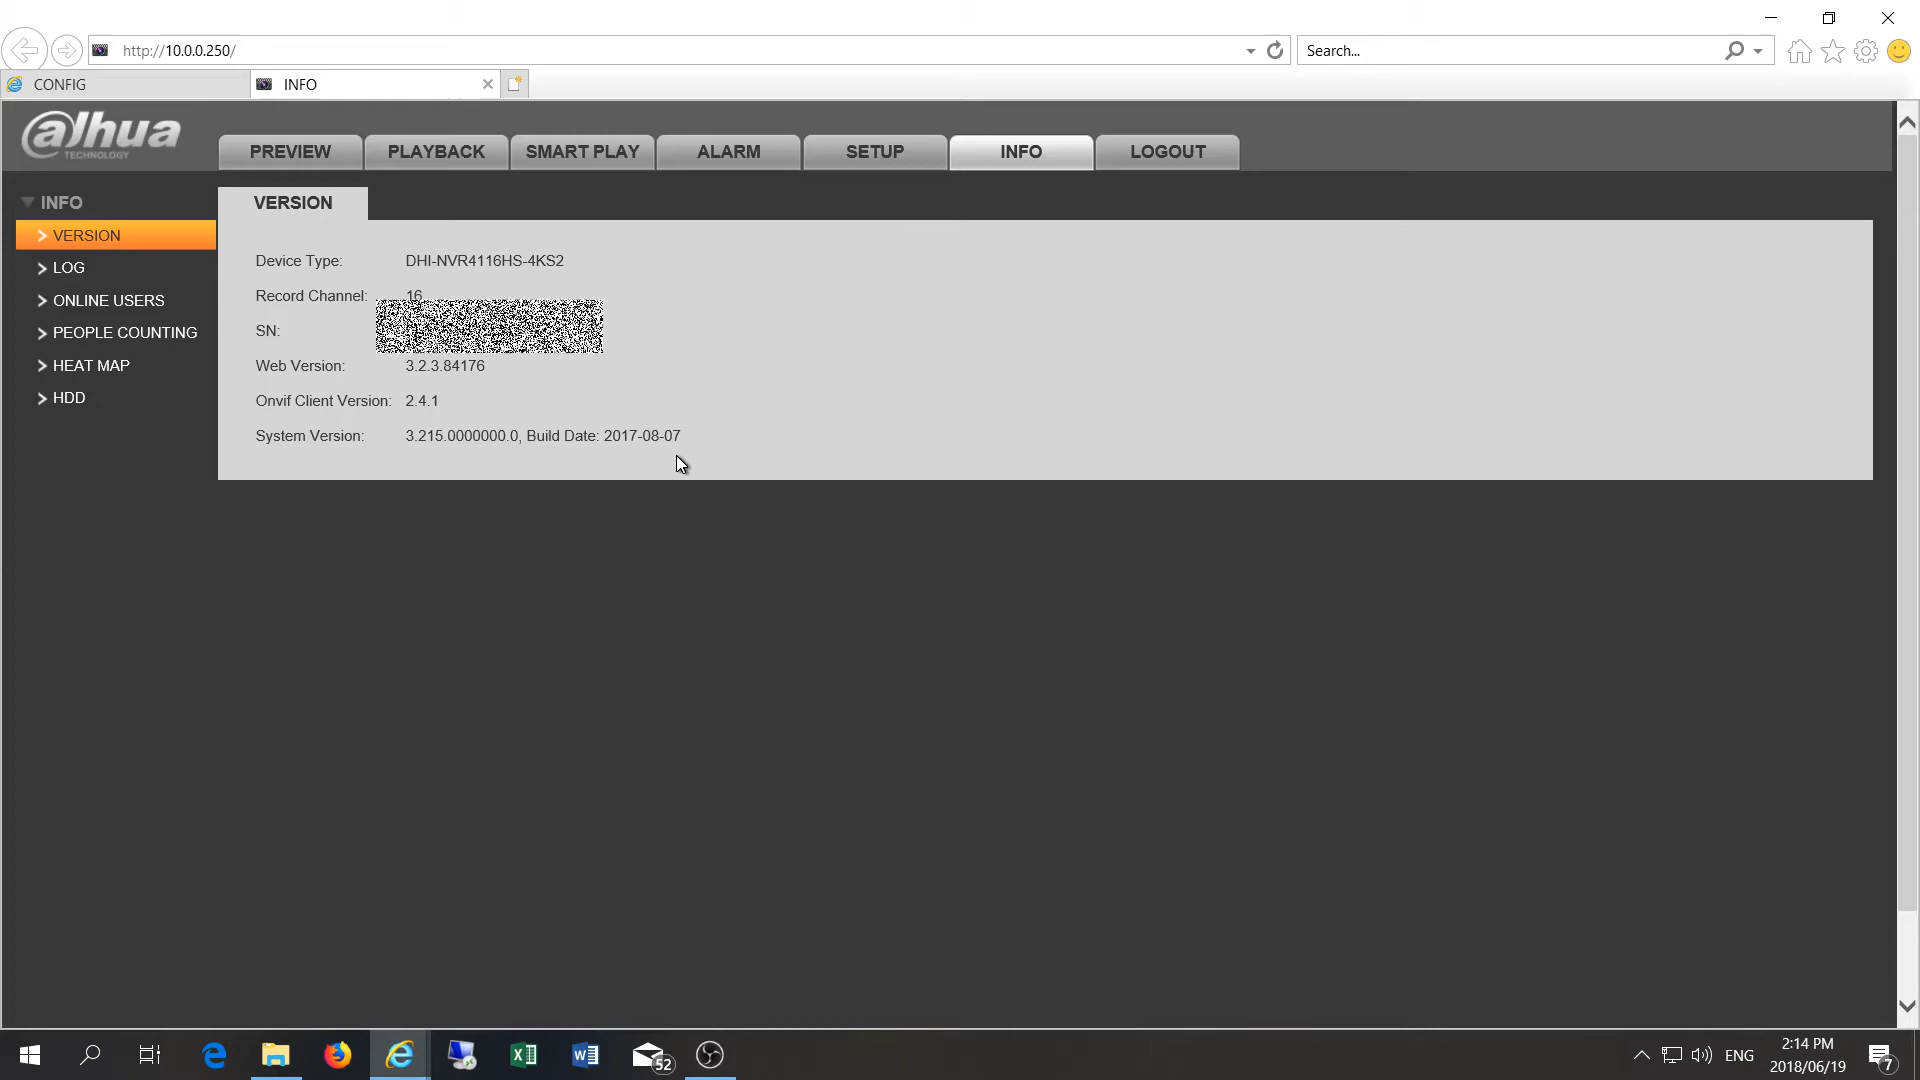 http://10.0.0.250/
Search...
CONFIG
INFO
alhua
TECHNOLOGY
PREVIEW
PLAYBACK
SMART PLAY
ALARM
SETUP
INFO
LOGOUT
INFO
VERSION
LOG
ONLINE USERS
PEOPLE COUNTING
HEAT MAP
HDD
VERSION
Device Type: DHI-NVR4116HS-4KS2
Record Channel: 16
SN:
Web Version: 3.2.3.84176
Onvif Client Version: 2.4.1
System Version: 3.215.0000000.0, Build Date: 2017-08-07
52
ENG
2:14 PM
2018/06/19
7